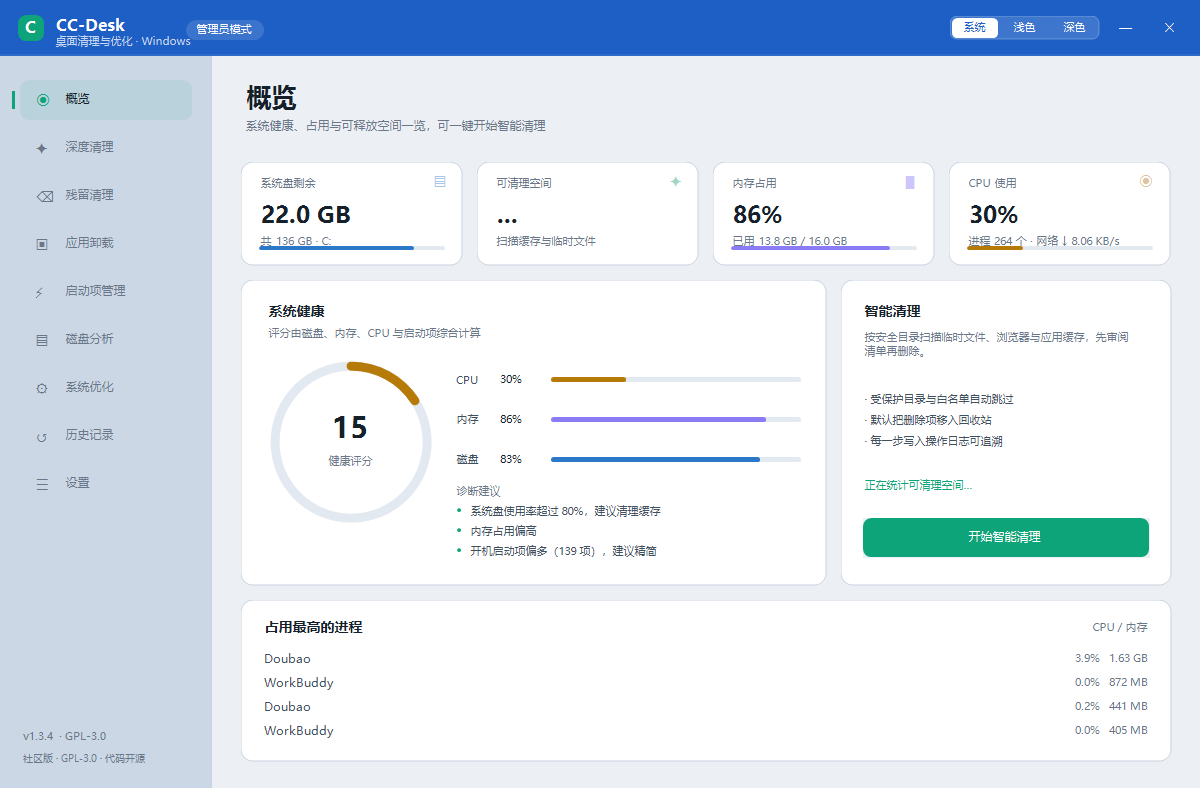 C
CC-Desk
桌面清理与优化 · Windows
管理员模式
系统
浅色
深色
概览
深度清理
残留清理
应用卸载
启动项管理
磁盘分析
系统优化
历史记录
设置
v1.3.4 · GPL-3.0
社区版 · GPL-3.0 · 代码开源
概览
系统健康、占用与可释放空间一览，可一键开始智能清理
系统盘剩余
22.0 GB
共 136 GB · C:
可清理空间
...
扫描缓存与临时文件
内存占用
86%
已用 13.8 GB / 16.0 GB
CPU 使用
30%
进程 264 个 · 网络 ↓ 8.06 KB/s
系统健康
评分由磁盘、内存、CPU 与启动项综合计算
15
健康评分
CPU 30%
内存 86%
磁盘 83%
诊断建议
• 系统盘使用率超过 80%，建议清理缓存
• 内存占用偏高
• 开机启动项偏多（139 项），建议精简
智能清理
按安全目录扫描临时文件、浏览器与应用缓存，先审阅
清单再删除。
· 受保护目录与白名单自动跳过
· 默认把删除项移入回收站
· 每一步写入操作日志可追溯
正在统计可清理空间...
开始智能清理
占用最高的进程 CPU / 内存
Doubao 3.9% 1.63 GB
WorkBuddy 0.0% 872 MB
Doubao 0.2% 441 MB
WorkBuddy 0.0% 405 MB